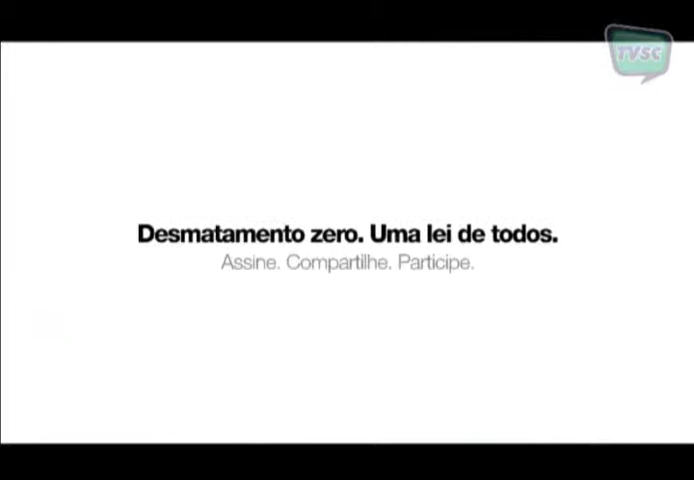 TVSC
Desmatamento zero. Uma lei de todos.
Assine. Compartilhe. Participe.